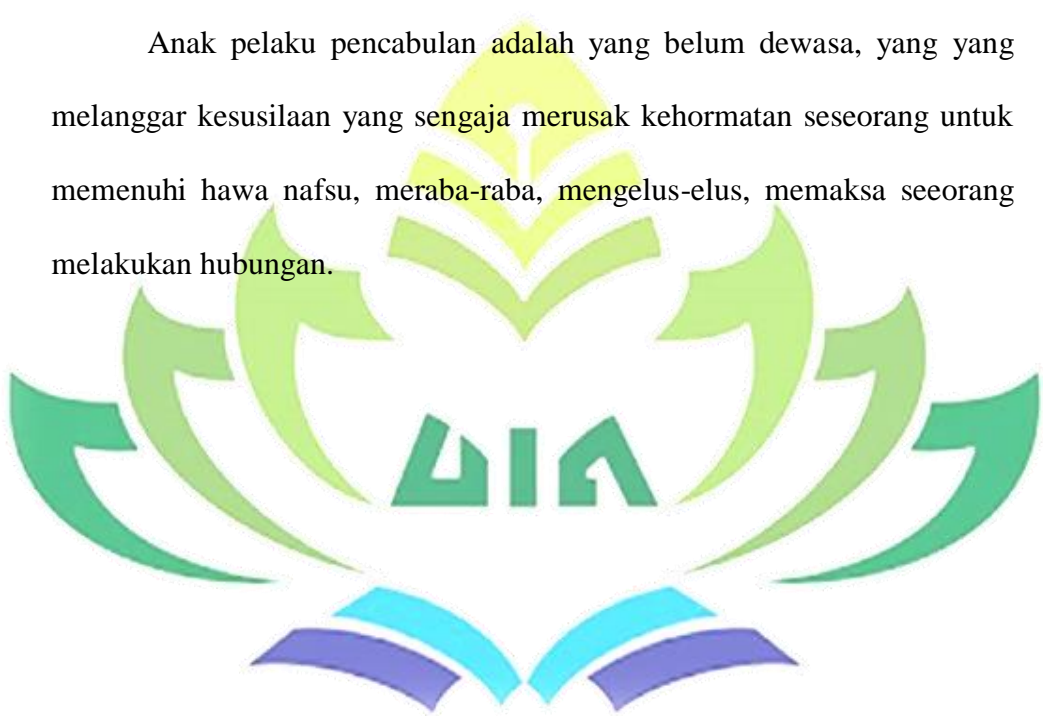 Anak pelaku pencabulan adalah yang belum dewasa, yang yang
melanggar kesusilaan yang sengaja merusak kehormatan seseorang untuk
memenuhi hawa nafsu, meraba-raba, mengelus-elus, memaksa seeorang
melakukan hubungan.
UIN